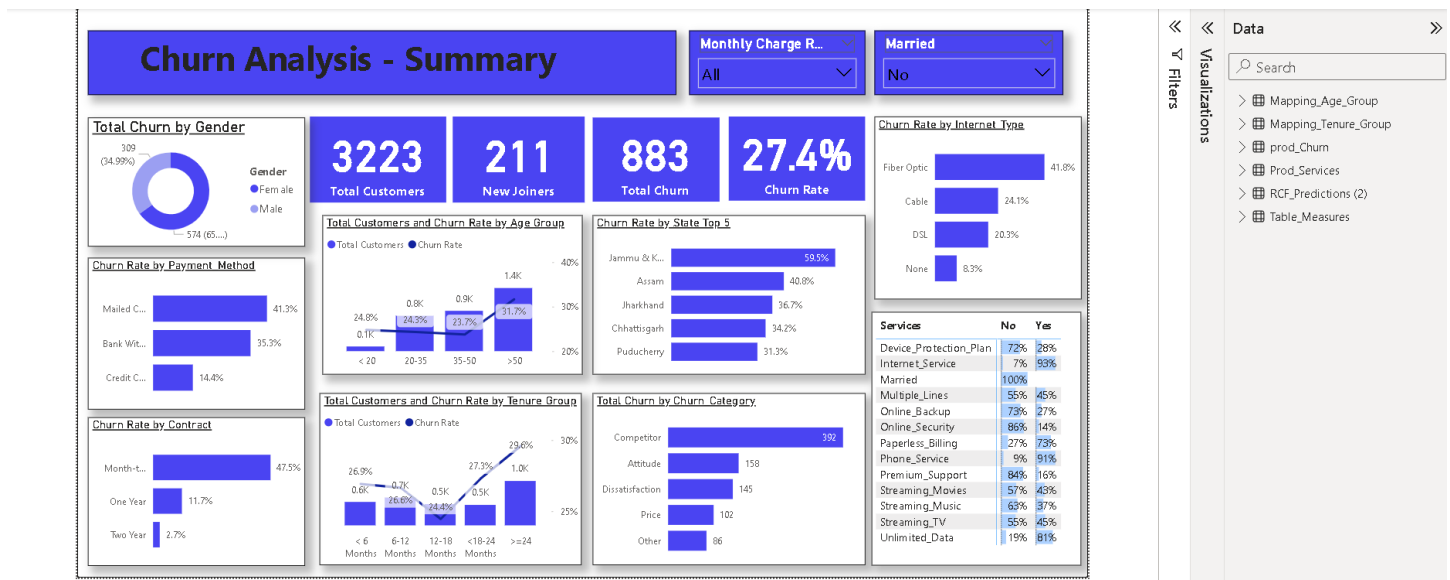 Churn Analysis - Summary
Monthly Charge R...
All
Married
No
Total Churn by Gender
309
(34.99%)
574 (65....)
Gender
Female
Male
3223
Total Customers
211
New Joiners
883
Total Churn
27.4%
Churn Rate
Churn Rate by Internet Type
Fiber Optic 41.8%
Cable 24.1%
DSL 20.3%
None 8.3%
Churn Rate by Payment Method
Mailed C... 41.3%
Bank Wit... 35.3%
Credit C... 14.4%
Total Customers and Churn Rate by Age Group
Total Customers Churn Rate
40%
30%
20%
24.8% 24.3% 23.7% 31.7%
0.1K 0.8K 0.9K 1.4K
< 20 20-35 35-50 >50
Churn Rate by State Top 5
Jammu & K... 59.5%
Assam 40.8%
Jharkhand 36.7%
Chhattisgarh 34.2%
Puducherry 31.3%
Churn Rate by Contract
Month-t... 47.5%
One Year 11.7%
Two Year 2.7%
Total Customers and Churn Rate by Tenure Group
Total Customers Churn Rate
30%
25%
26.9% 26.6% 24.4% 27.3% 29.6%
0.6K 0.7K 0.5K 0.5K 1.0K
< 6 6-12 12-18 <18-24 >=24
Months Months Months Months
Total Churn by Churn Category
Competitor 392
Attitude 158
Dissatisfaction 145
Price 102
Other 86
Services No Yes
Device_Protection_Plan 72% 28%
Internet_Service 7% 93%
Married 100%
Multiple_Lines 55% 45%
Online_Backup 73% 27%
Online_Security 86% 14%
Paperless_Billing 27% 73%
Phone_Service 9% 91%
Premium_Support 84% 16%
Streaming_Movies 57% 43%
Streaming_Music 63% 37%
Streaming_TV 55% 45%
Unlimited_Data 19% 81%
Filters
Visualizations
Data
Search
Mapping_Age_Group
Mapping_Tenure_Group
prod_Churn
Prod_Services
RCF_Predictions (2)
Table_Measures